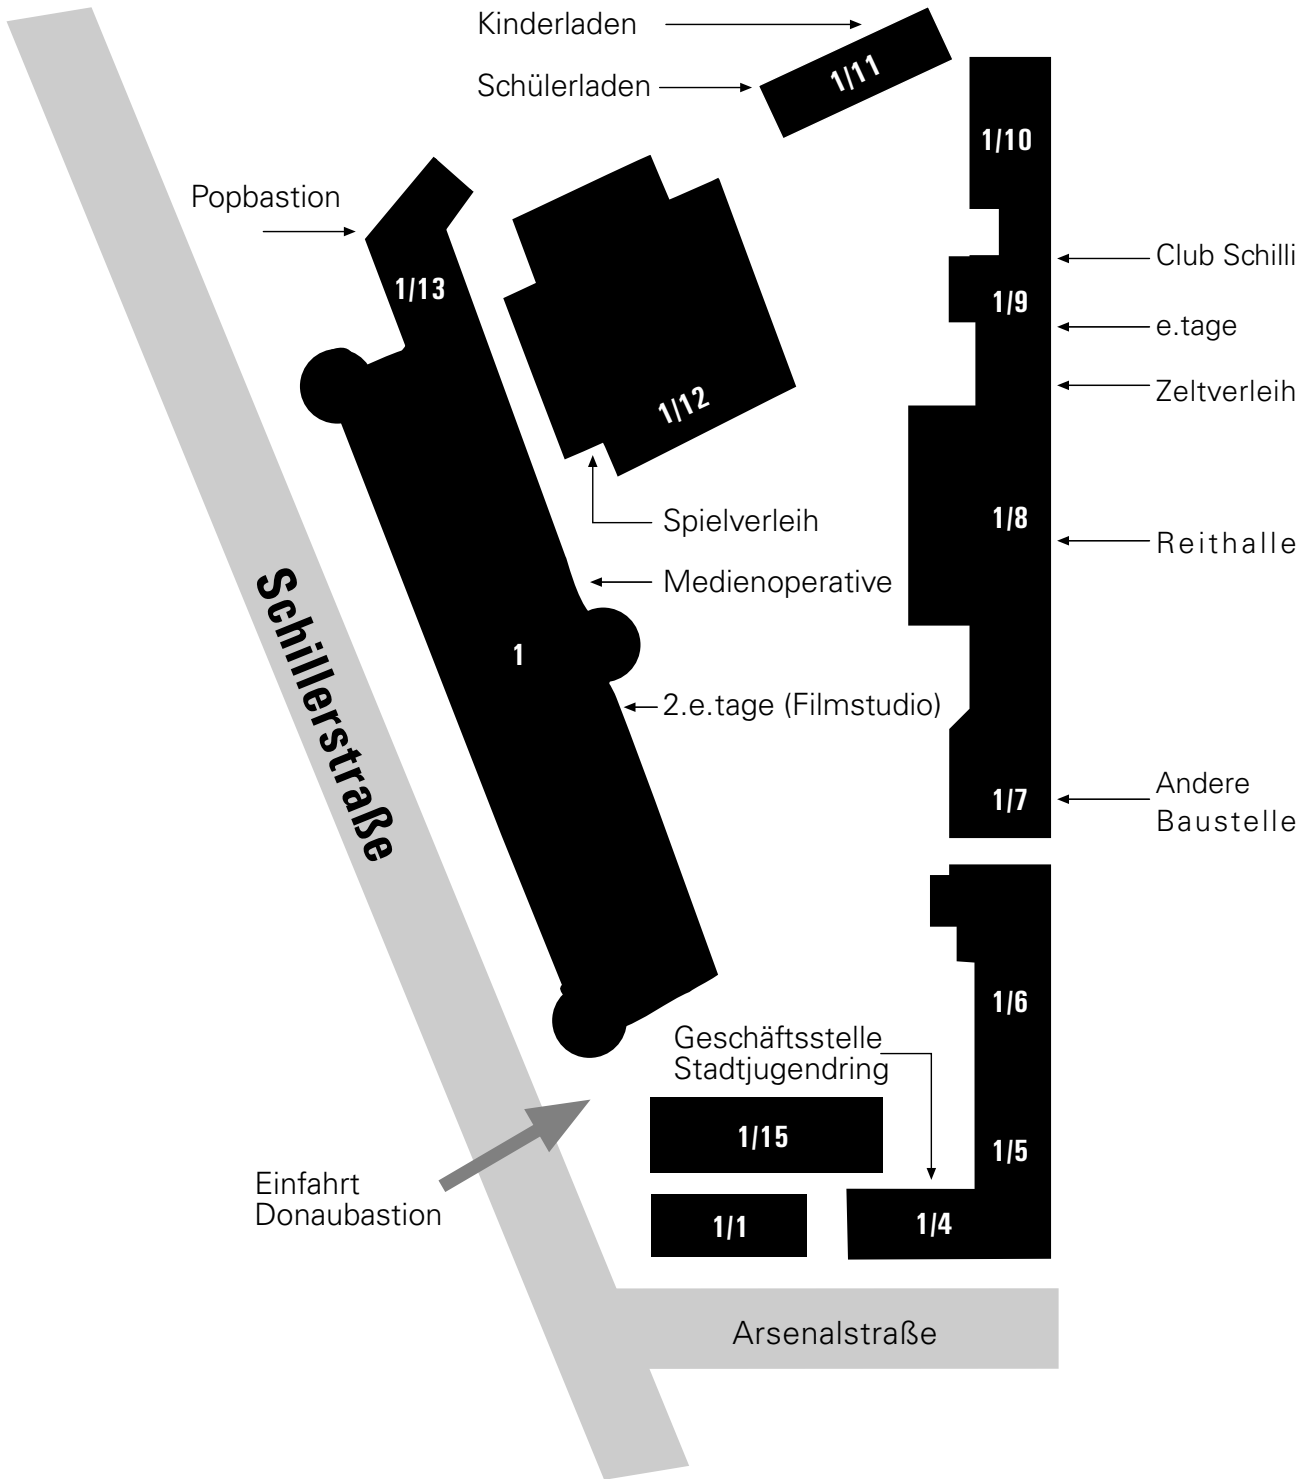 Kinderladen
Schülerladen
1/11
1/10
Popbastion
1/13
Club Schilli
1/9
e.tage
Zeltverleih
1/12
1/8
Spielverleih
Reithalle
Medienoperative
Schillerstraße
1
2.e.tage (Filmstudio)
1/7
Andere
Baustelle
1/6
Geschäftsstelle
Stadtjugendring
1/15
1/5
Einfahrt
Donaubastion
1/1
1/4
Arsenalstraße